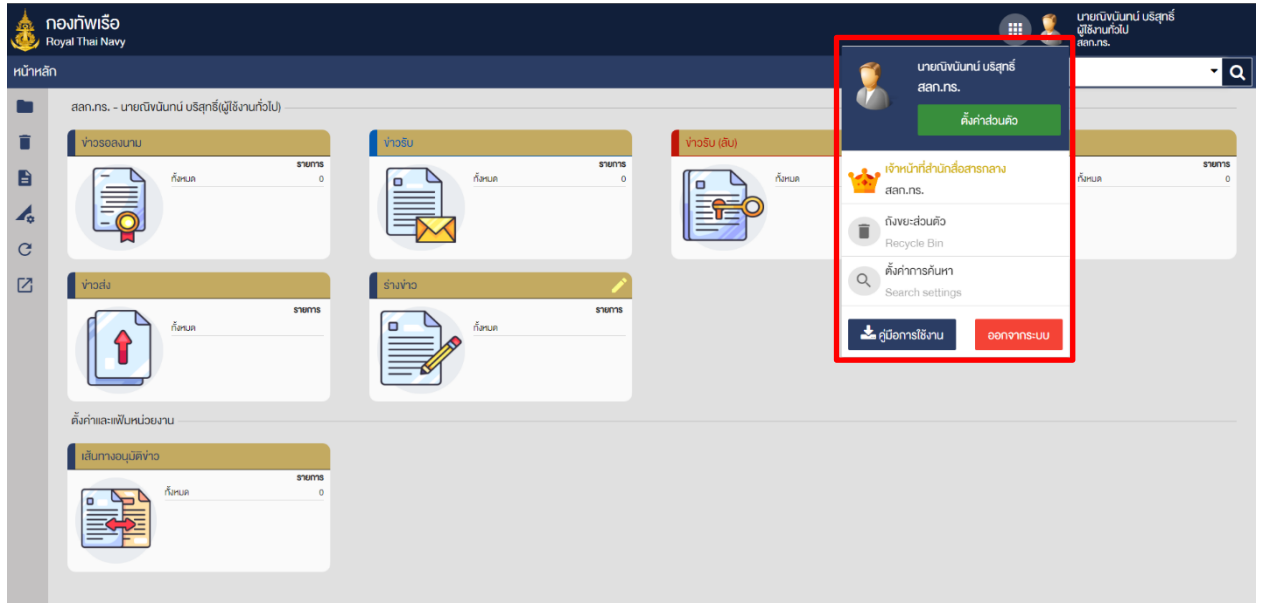 กองทัพเรือ
Royal Thai Navy
นายณิขนันทน์ บริสุทธิ์
ผู้ใช้งานทั่วไป
สลก.ทร.
หน้าหลัก
นายณิขนันทน์ บริสุทธิ์
สลก.ทร.
ตั้งค่าส่วนตัว
สลก.ทร. - นายณิขนันทน์ บริสุทธิ์(ผู้ใช้งานทั่วไป)
ข่าวรอลงนาม
รายการ
ทั้งหมด 0
ข่าวรับ
รายการ
ทั้งหมด 0
ข่าวรับ (ลับ)
ทั้งหมด
รายการ
ทั้งหมด 0
เจ้าหน้าที่สำนักสื่อสารกลาง
สลก.ทร.
ถังขยะส่วนตัว
Recycle Bin
ตั้งค่าการค้นหา
Search settings
คู่มือการใช้งาน
ออกจากระบบ
ข่าวส่ง
รายการ
ทั้งหมด
ร่างข่าว
รายการ
ทั้งหมด
ตั้งค่าและแฟ้มหน่วยงาน
เส้นทางอนุมัติข่าว
รายการ
ทั้งหมด 0